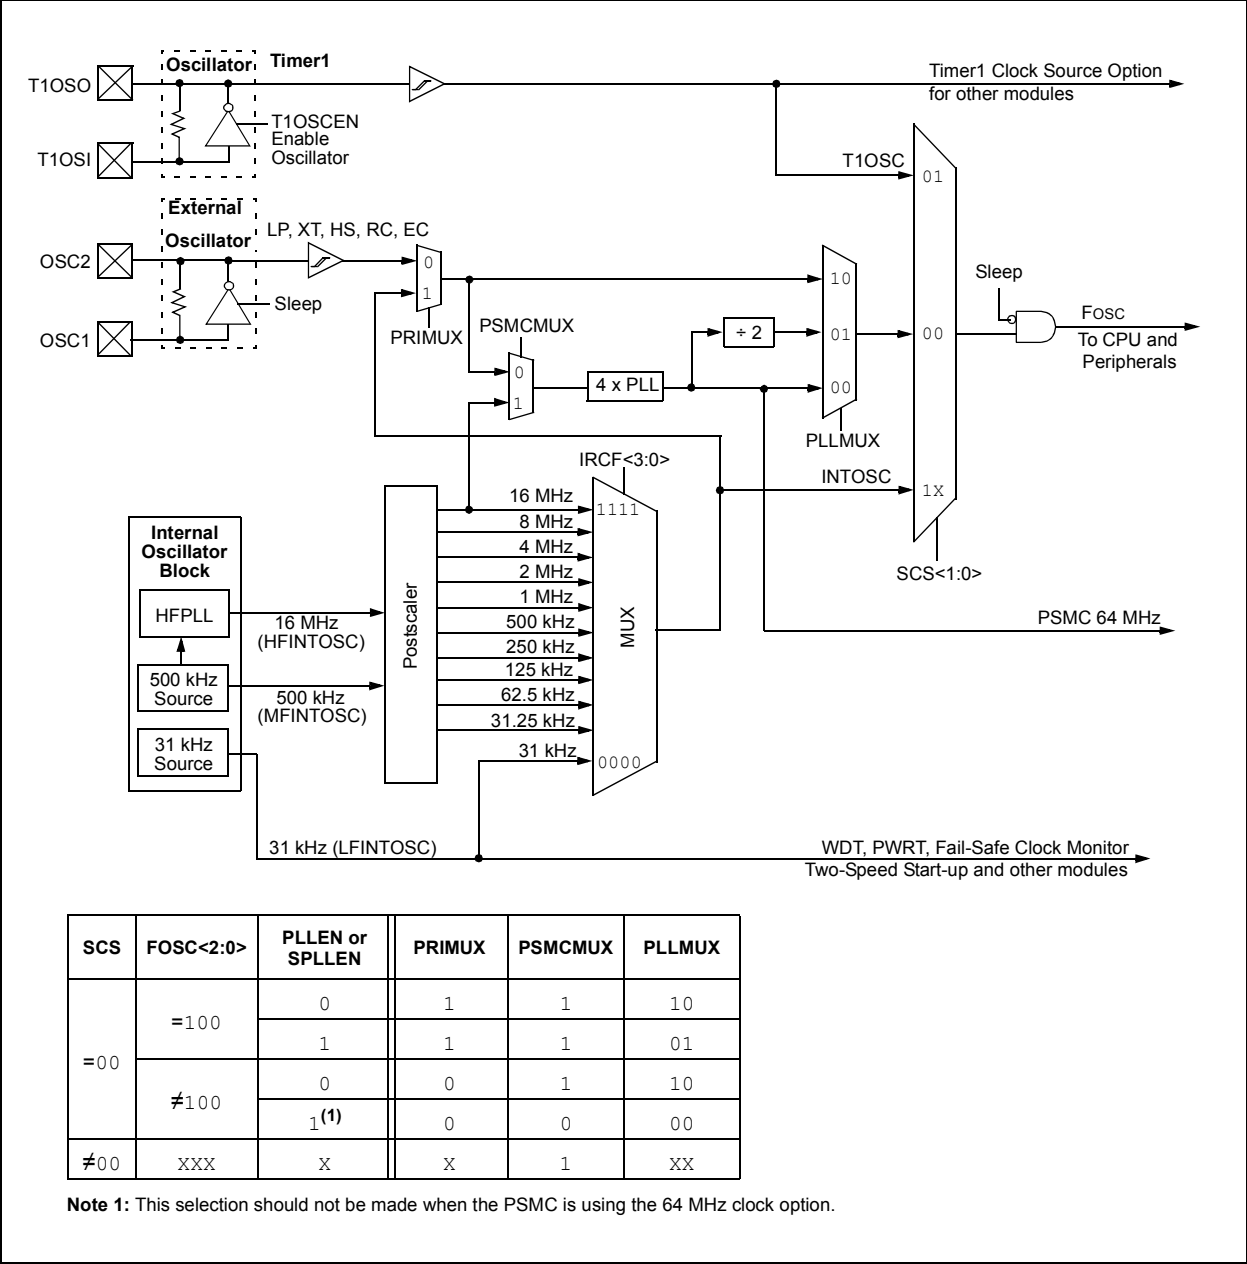 Oscillator
Timer1
T1OSO
T1OSCEN
Enable
Oscillator
T1OSI
Timer1 Clock Source Option
for other modules
T1OSC
01
External
Oscillator
LP, XT, HS, RC, EC
OSC2
Sleep
OSC1
0
1
PRIMUX
PSMCMUX
0
1
4 x PLL
÷ 2
10
01
00
PLLMUX
00
Sleep
FOSC
To CPU and
Peripherals
INTOSC
1X
SCS<1:0>
PSMC 64 MHz
IRCF<3:0>
Internal
Oscillator
Block
HFPLL
500 kHz
Source
31 kHz
Source
16 MHz
(HFINTOSC)
500 kHz
(MFINTOSC)
Postscaler
16 MHz
8 MHz
4 MHz
2 MHz
1 MHz
500 kHz
250 kHz
125 kHz
62.5 kHz
31.25 kHz
31 kHz
1111
MUX
0000
31 kHz (LFINTOSC)
WDT, PWRT, Fail-Safe Clock Monitor
Two-Speed Start-up and other modules
SCS FOSC<2:0> PLLEN or SPLLEN PRIMUX PSMCMUX PLLMUX
=00 =100 0 1 1 10
1 1 1 01
≠100 0 0 1 10
1(1) 0 0 00
≠00 XXX X X 1 XX
Note 1: This selection should not be made when the PSMC is using the 64 MHz clock option.